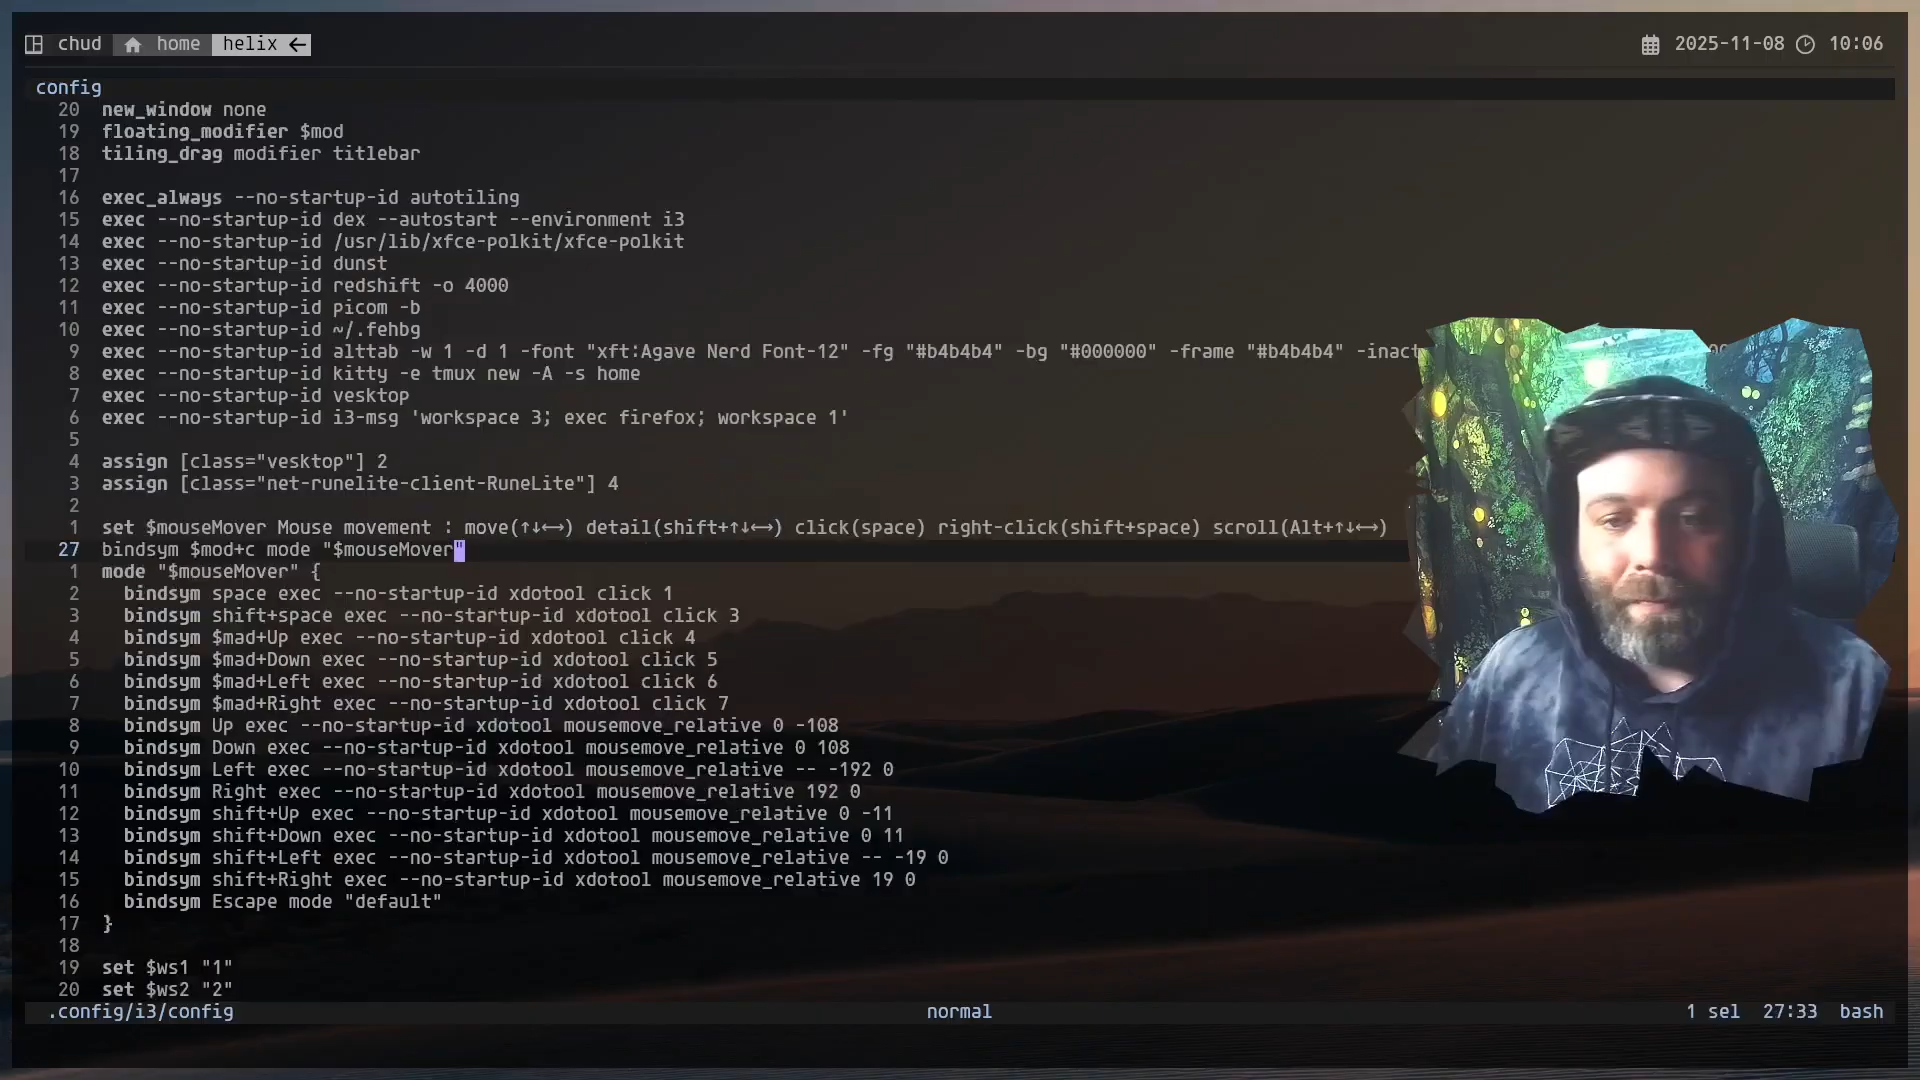 chud home helix ← 2025-11-08 10:06
config
20 new_window none
19 floating_modifier $mod
18 tiling_drag modifier titlebar
17
16 exec_always --no-startup-id autotiling
15 exec --no-startup-id dex --autostart --environment i3
14 exec --no-startup-id /usr/lib/xfce-polkit/xfce-polkit
13 exec --no-startup-id dunst
12 exec --no-startup-id redshift -o 4000
11 exec --no-startup-id picom -b
10 exec --no-startup-id ~/.fehbg
9 exec --no-startup-id alttab -w 1 -d 1 -font "xft:Agave Nerd Font-12" -fg "#b4b4b4" -bg "#000000" -frame "#b4b4b4" -inact
8 exec --no-startup-id kitty -e tmux new -A -s home
7 exec --no-startup-id vesktop
6 exec --no-startup-id i3-msg 'workspace 3; exec firefox; workspace 1'
5
4 assign [class="vesktop"] 2
3 assign [class="net-runelite-client-RuneLite"] 4
2
1 set $mouseMover Mouse movement : move(↑↓←→) detail(shift+↑↓←→) click(space) right-click(shift+space) scroll(Alt+↑↓←→)
27 bindsym $mod+c mode "$mouseMover"
1 mode "$mouseMover" {
2 bindsym space exec --no-startup-id xdotool click 1
3 bindsym shift+space exec --no-startup-id xdotool click 3
4 bindsym $mad+Up exec --no-startup-id xdotool click 4
5 bindsym $mad+Down exec --no-startup-id xdotool click 5
6 bindsym $mad+Left exec --no-startup-id xdotool click 6
7 bindsym $mad+Right exec --no-startup-id xdotool click 7
8 bindsym Up exec --no-startup-id xdotool mousemove_relative 0 -108
9 bindsym Down exec --no-startup-id xdotool mousemove_relative 0 108
10 bindsym Left exec --no-startup-id xdotool mousemove_relative -- -192 0
11 bindsym Right exec --no-startup-id xdotool mousemove_relative 192 0
12 bindsym shift+Up exec --no-startup-id xdotool mousemove_relative 0 -11
13 bindsym shift+Down exec --no-startup-id xdotool mousemove_relative 0 11
14 bindsym shift+Left exec --no-startup-id xdotool mousemove_relative -- -19 0
15 bindsym shift+Right exec --no-startup-id xdotool mousemove_relative 19 0
16 bindsym Escape mode "default"
17 }
18
19 set $ws1 "1"
20 set $ws2 "2"
.config/i3/config normal 1 sel 27:33 bash